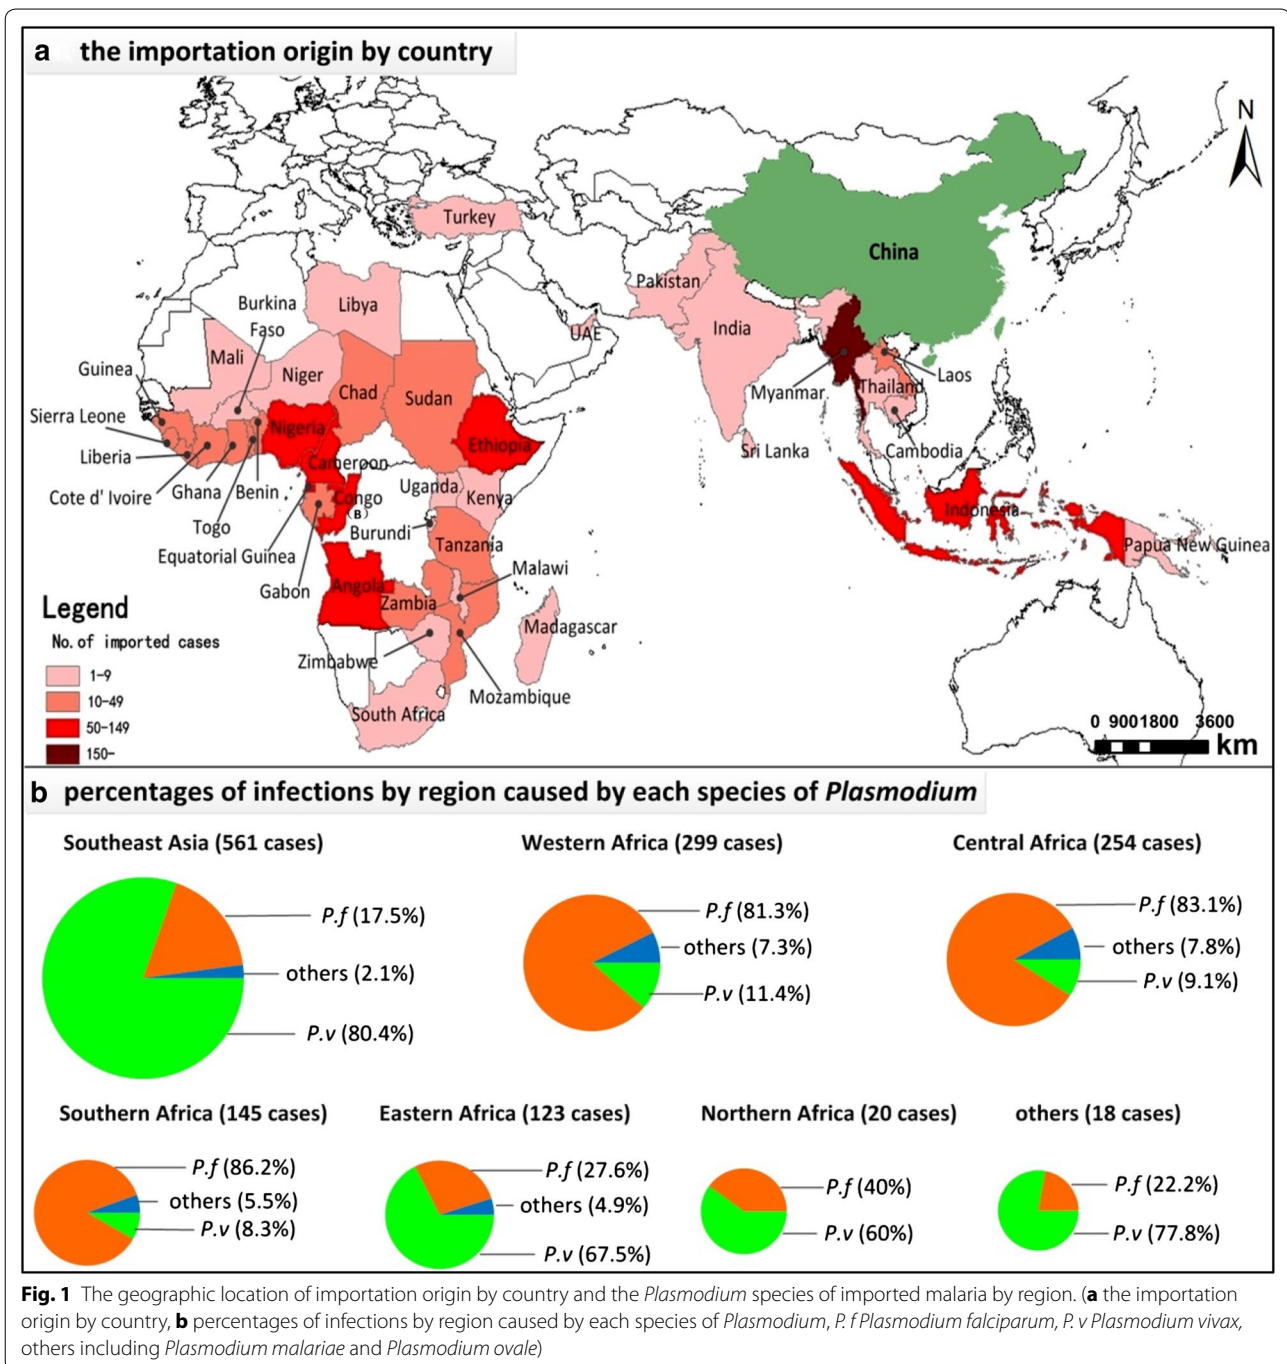 a the importation origin by country
N
Turkey
China
Pakistan
Burkina
Faso
Libya
UAE
India
Mali
Guinea
Niger
Chad
Sudan
Laos
Myanmar
Thailand
Sierra Leone
Nigeria
Ethiopia
Liberia
Cameroon
Sri Lanka
Cambodia
Cote d' Ivoire
Ghana
Benin
Uganda
Kenya
Congo
(B)
Indonesia
Togo
Burundi
Tanzania
Papua New Guinea
Equatorial Guinea
Malawi
Gabon
Angola
Zambia
Madagascar
Zimbabwe
Mozambique
South Africa
Legend
No. of imported cases
1-9
10-49
50-149
150-
0 900 1800 3600
km
b percentages of infections by region caused by each species of Plasmodium
Southeast Asia (561 cases)
P.f (17.5%)
others (2.1%)
P.v (80.4%)
Western Africa (299 cases)
P.f (81.3%)
others (7.3%)
P.v (11.4%)
Central Africa (254 cases)
P.f (83.1%)
others (7.8%)
P.v (9.1%)
Southern Africa (145 cases)
P.f (86.2%)
others (5.5%)
P.v (8.3%)
Eastern Africa (123 cases)
P.f (27.6%)
others (4.9%)
P.v (67.5%)
Northern Africa (20 cases)
P.f (40%)
P.v (60%)
others (18 cases)
P.f (22.2%)
P.v (77.8%)
Fig. 1 The geographic location of importation origin by country and the Plasmodium species of imported malaria by region. (a the importation
origin by country, b percentages of infections by region caused by each species of Plasmodium, P. f Plasmodium falciparum, P. v Plasmodium vivax,
others including Plasmodium malariae and Plasmodium ovale)